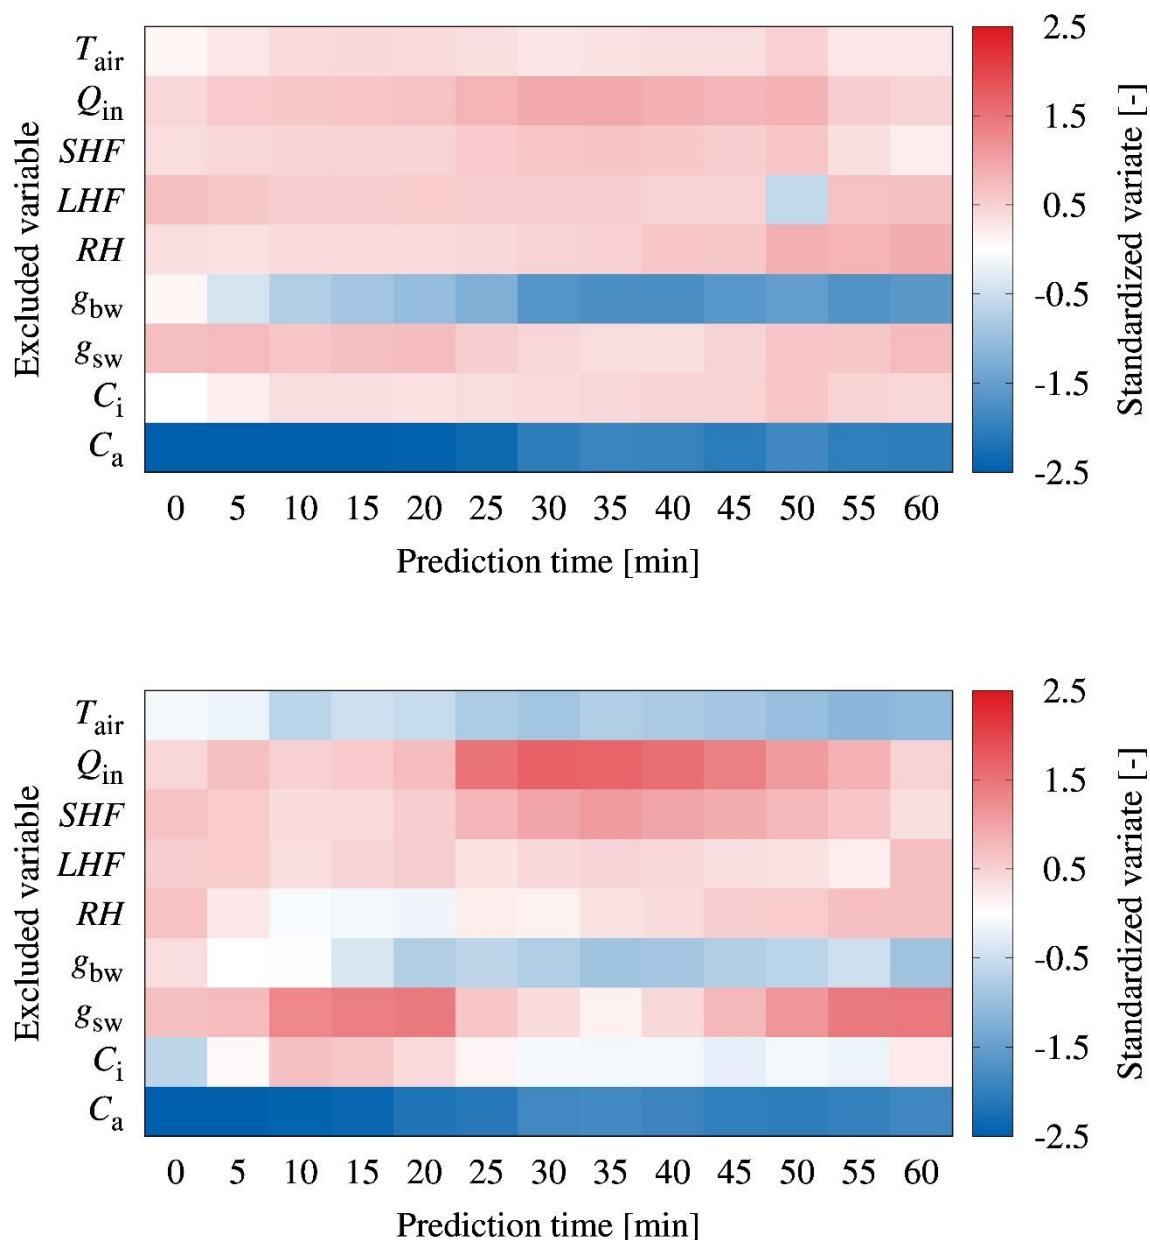 Excluded variable
T_air
Q_in
SHF
LHF
RH
g_bw
g_sw
C_i
C_a
0 5 10 15 20 25 30 35 40 45 50 55 60
Prediction time [min]
2.5
1.5
0.5
-0.5
-1.5
-2.5
Standardized variate [-]
Excluded variable
T_air
Q_in
SHF
LHF
RH
g_bw
g_sw
C_i
C_a
0 5 10 15 20 25 30 35 40 45 50 55 60
Prediction time [min]
2.5
1.5
0.5
-0.5
-1.5
-2.5
Standardized variate [-]